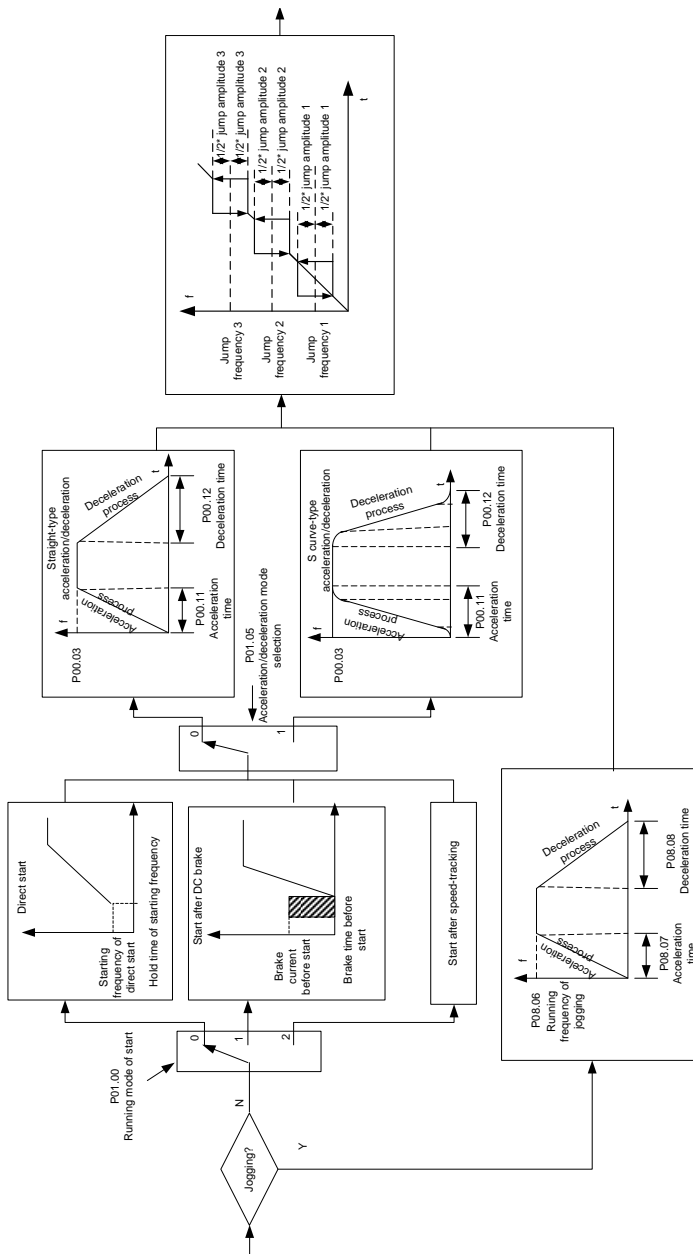 Jogging?
N
Y
P01.00
Running mode of start
0
1
2
Direct start
Starting
frequency of
direct start
Hold time of starting frequency
Start after DC brake
Brake
current
before start
Brake time before
start
Start after speed-tracking
P08.06
Running
frequency of
jogging
f
Acceleration
process
Deceleration
process
t
P08.07
Acceleration
time
P08.08
Deceleration time
0
1
P01.05
Acceleration/deceleration mode
selection
Straight-type
acceleration/deceleration
P00.03
f
Acceleration
process
Deceleration
process
t
P00.11
Acceleration
time
P00.12
Deceleration time
S curve-type
acceleration/deceleration
P00.03
f
Acceleration
process
Deceleration
process
t
P00.11
Acceleration
time
P00.12
Deceleration time
f
Jump
frequency 3
Jump
frequency 2
Jump
frequency 1
1/2* jump amplitude 3
1/2* jump amplitude 3
1/2* jump amplitude 2
1/2* jump amplitude 2
1/2* jump amplitude 1
1/2* jump amplitude 1
t